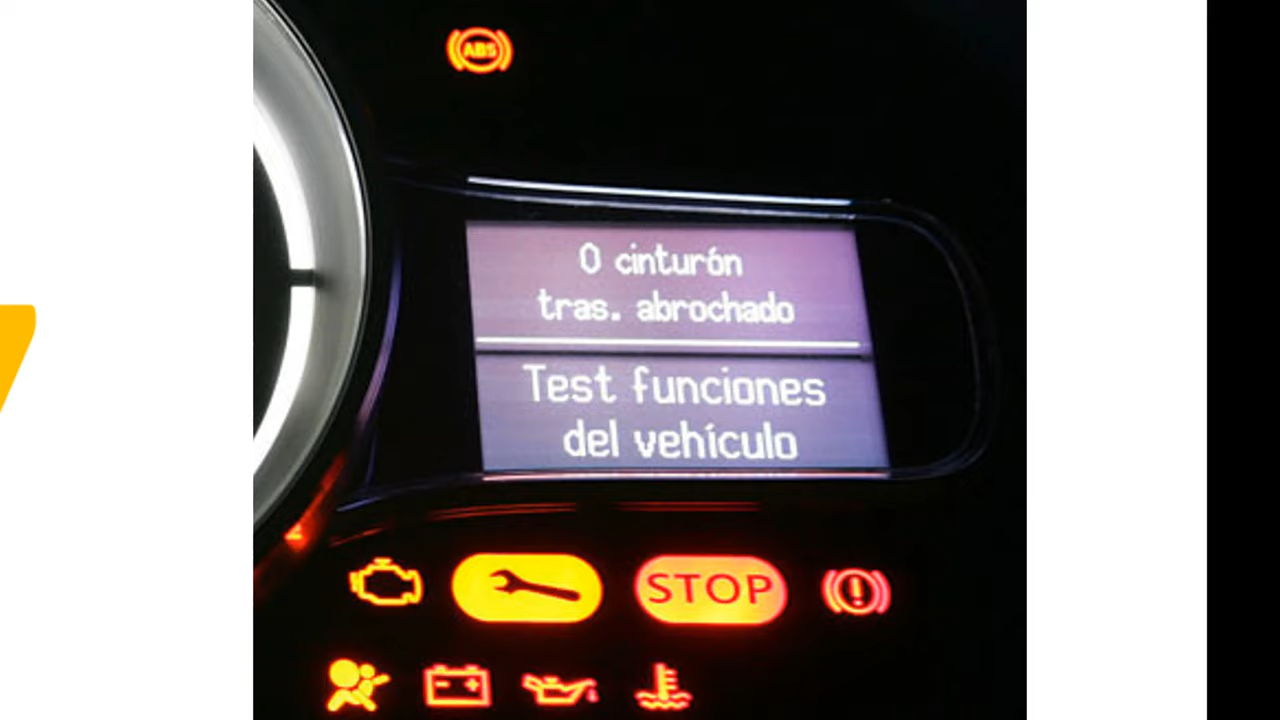 ABS
0 cinturón
tras. abrochado
Test funciones
del vehículo
STOP